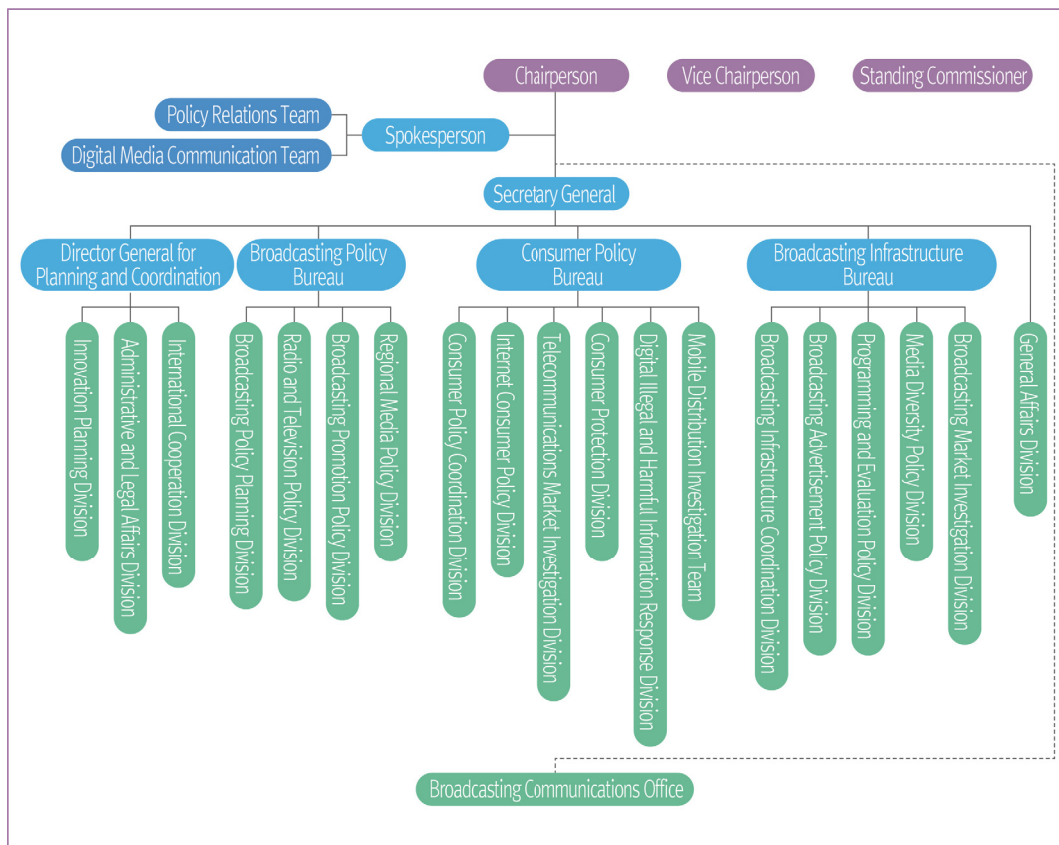 Chairperson
Vice Chairperson
Standing Commissioner
Policy Relations Team
Spokesperson
Digital Media Communication Team
Secretary General
Director General for
Planning and Coordination
Broadcasting Policy
Bureau
Consumer Policy
Bureau
Broadcasting Infrastructure
Bureau
Innovation Planning Division
Administrative and Legal Affairs Division
International Cooperation Division
Broadcasting Policy Planning Division
Radio and Television Policy Division
Broadcasting Promotion Policy Division
Regional Media Policy Division
Consumer Policy Coordination Division
Internet Consumer Policy Division
Telecommunications Market Investigation Division
Consumer Protection Division
Digital Illegal and Harmful Information Response Division
Mobile Distribution Investigation Team
Broadcasting Infrastructure Coordination Division
Broadcasting Advertisement Policy Division
Programming and Evaluation Policy Division
Media Diversity Policy Division
Broadcasting Market Investigation Division
General Affairs Division
Broadcasting Communications Office